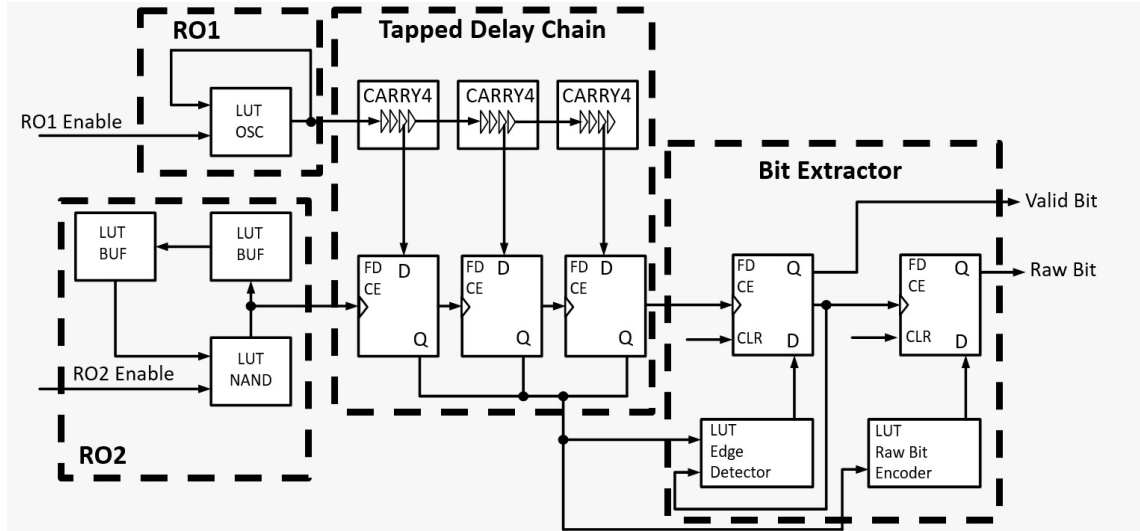 RO1
Tapped Delay Chain
CARRY4
CARRY4
CARRY4
LUT
OSC
RO1 Enable
Bit Extractor
Valid Bit
Raw Bit
LUT
BUF
LUT
BUF
FD
CE
D
Q
FD
CE
D
Q
FD
CE
D
Q
FD
CE
Q
CLR
D
FD
CE
Q
CLR
D
LUT
NAND
RO2 Enable
RO2
LUT
Edge
Detector
LUT
Raw Bit
Encoder